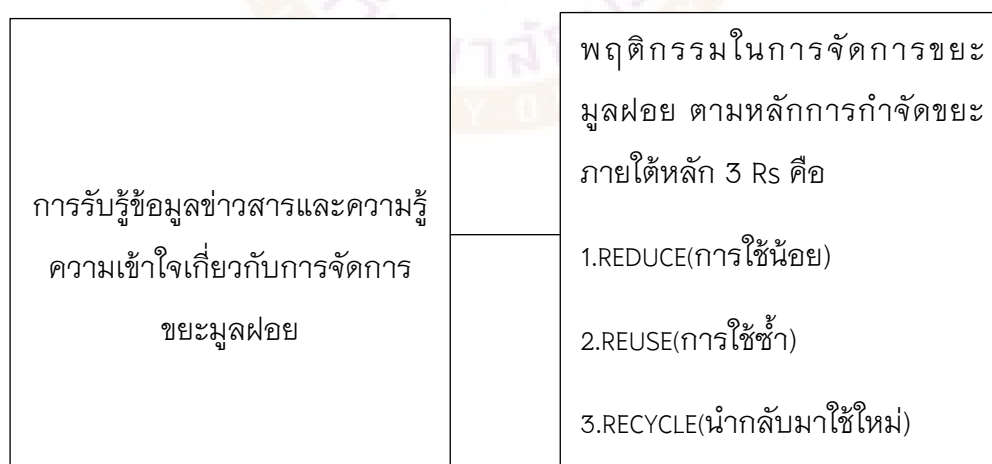 การรับรู้ข้อมูลข่าวสารและความรู้
ความเข้าใจเกี่ยวกับการจัดการ
ขยะมูลฝอย
พฤติกรรมในการจัดการขยะ
มูลฝอย ตามหลักการกำจัดขยะ
ภายใต้หลัก 3 Rs คือ
1.REDUCE(การใช้น้อย)
2.REUSE(การใช้ซ้ำ)
3.RECYCLE(นำกลับมาใช้ใหม่)